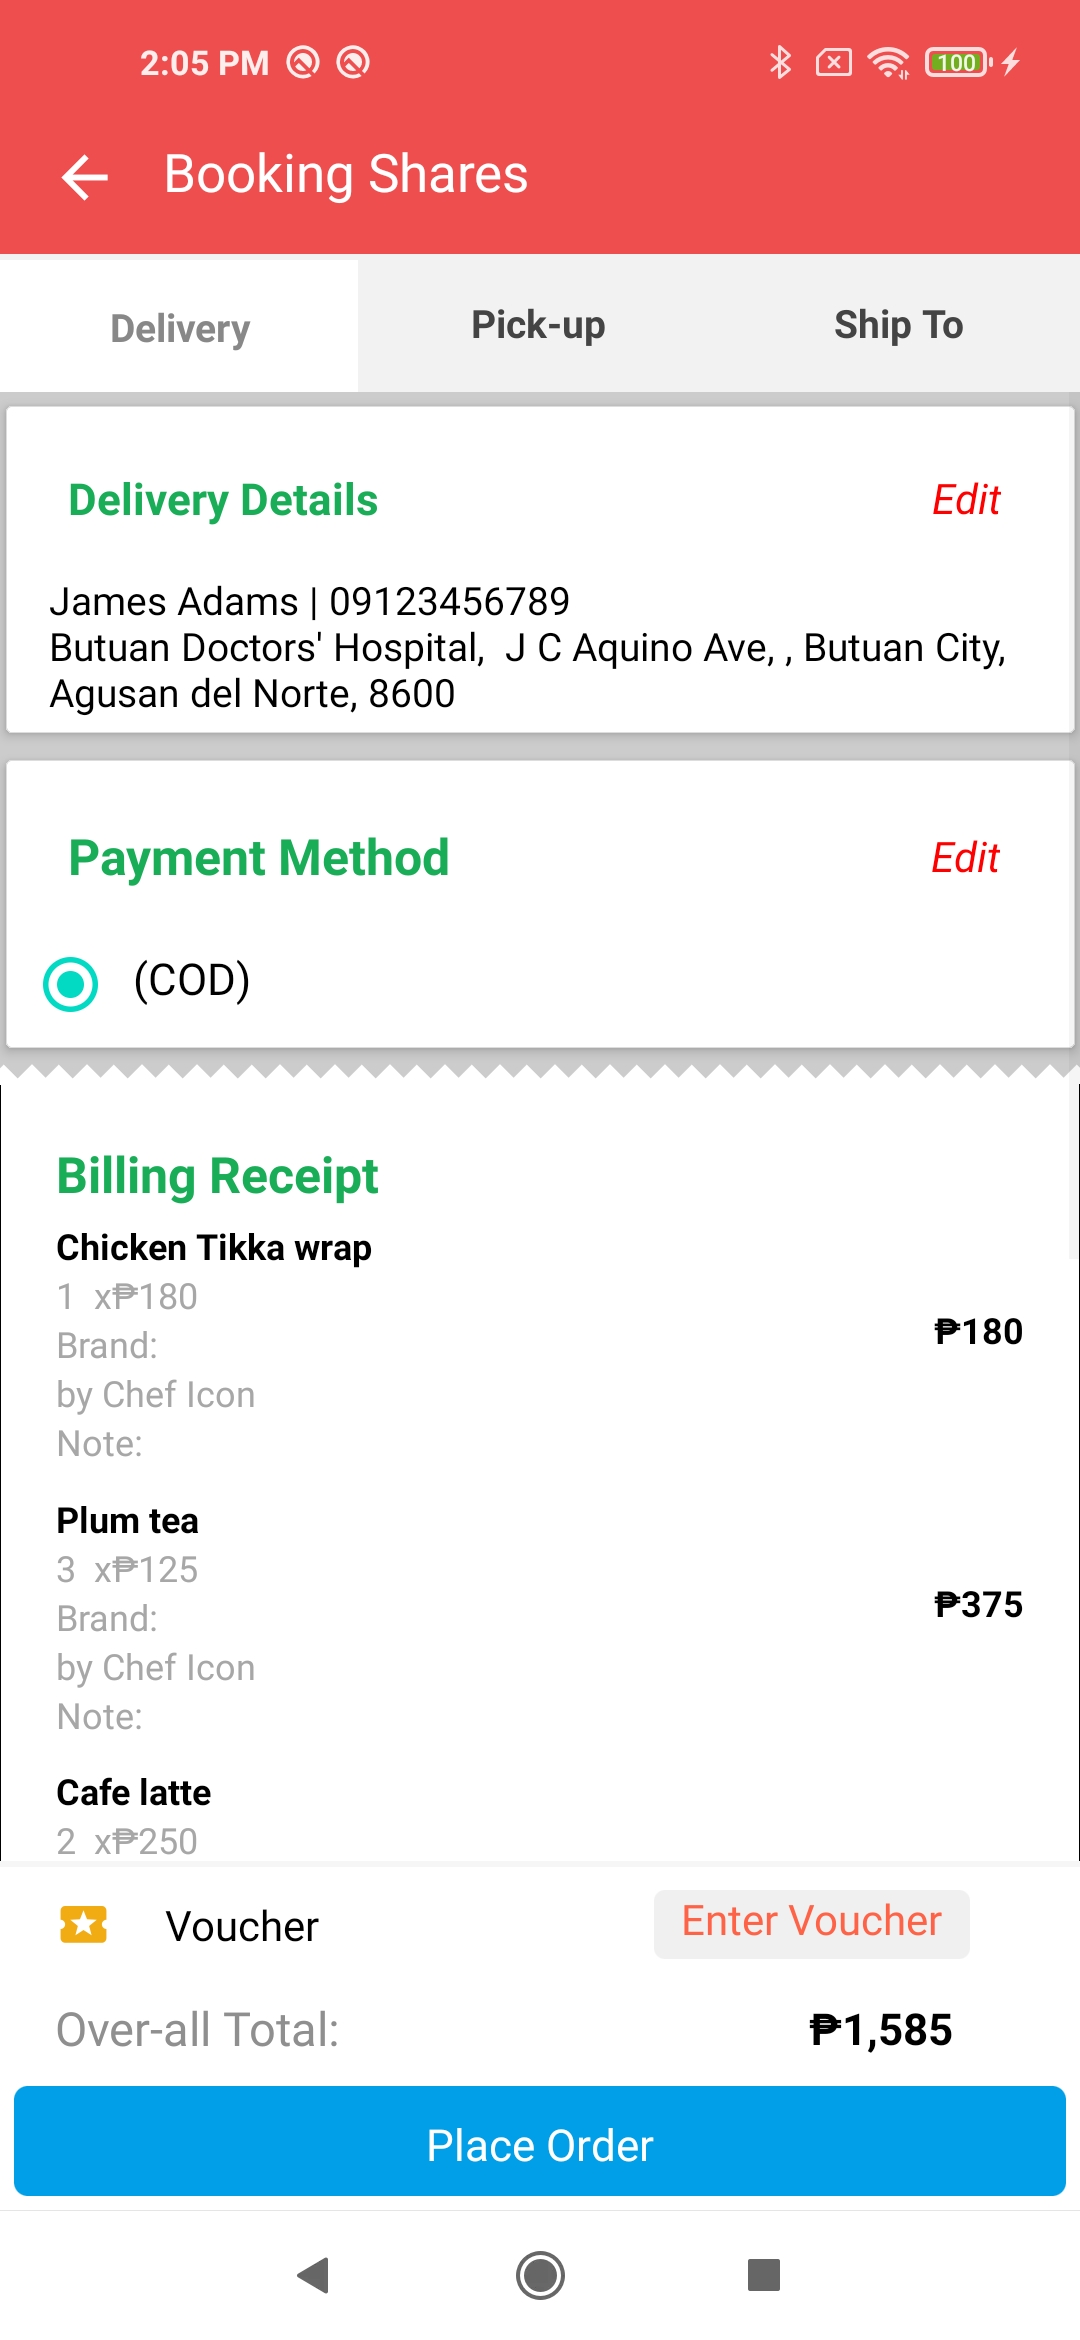 2:05 PM
100
Booking Shares
Delivery
Pick-up
Ship To
Delivery Details
Edit
James Adams | 09123456789
Butuan Doctors' Hospital,  J C Aquino Ave, , Butuan City,
Agusan del Norte, 8600
Payment Method
Edit
(COD)
Billing Receipt
Chicken Tikka wrap
1  x₱180
₱180
Brand:
by Chef Icon
Note:
Plum tea
3  x₱125
₱375
Brand:
by Chef Icon
Note:
Cafe latte
2  x₱250
Voucher
Enter Voucher
Over-all Total:
₱1,585
Place Order